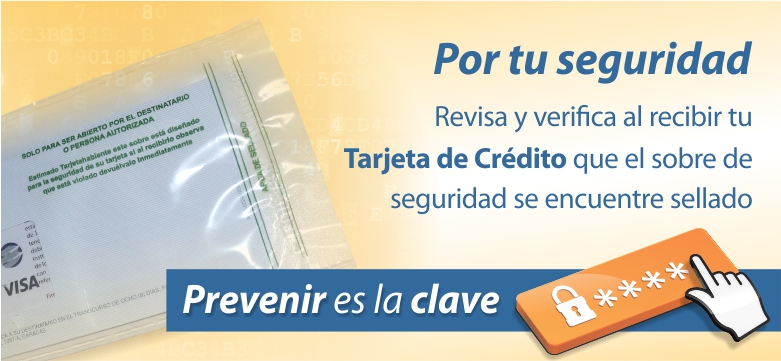 Por tu seguridad
Revisa y verifica al recibir tu
Tarjeta de Crédito que el sobre de
seguridad se encuentre sellado
Prevenir es la clave
****
SOLO PARA SER ABIERTO POR EL DESTINATARIO
O PERSONA AUTORIZADA
Estimado Tarjetahabiente este sobre está diseñado
para la seguridad de su tarjeta si al recibirlo observa
que está violado devuélvalo inmediatamente
VISA